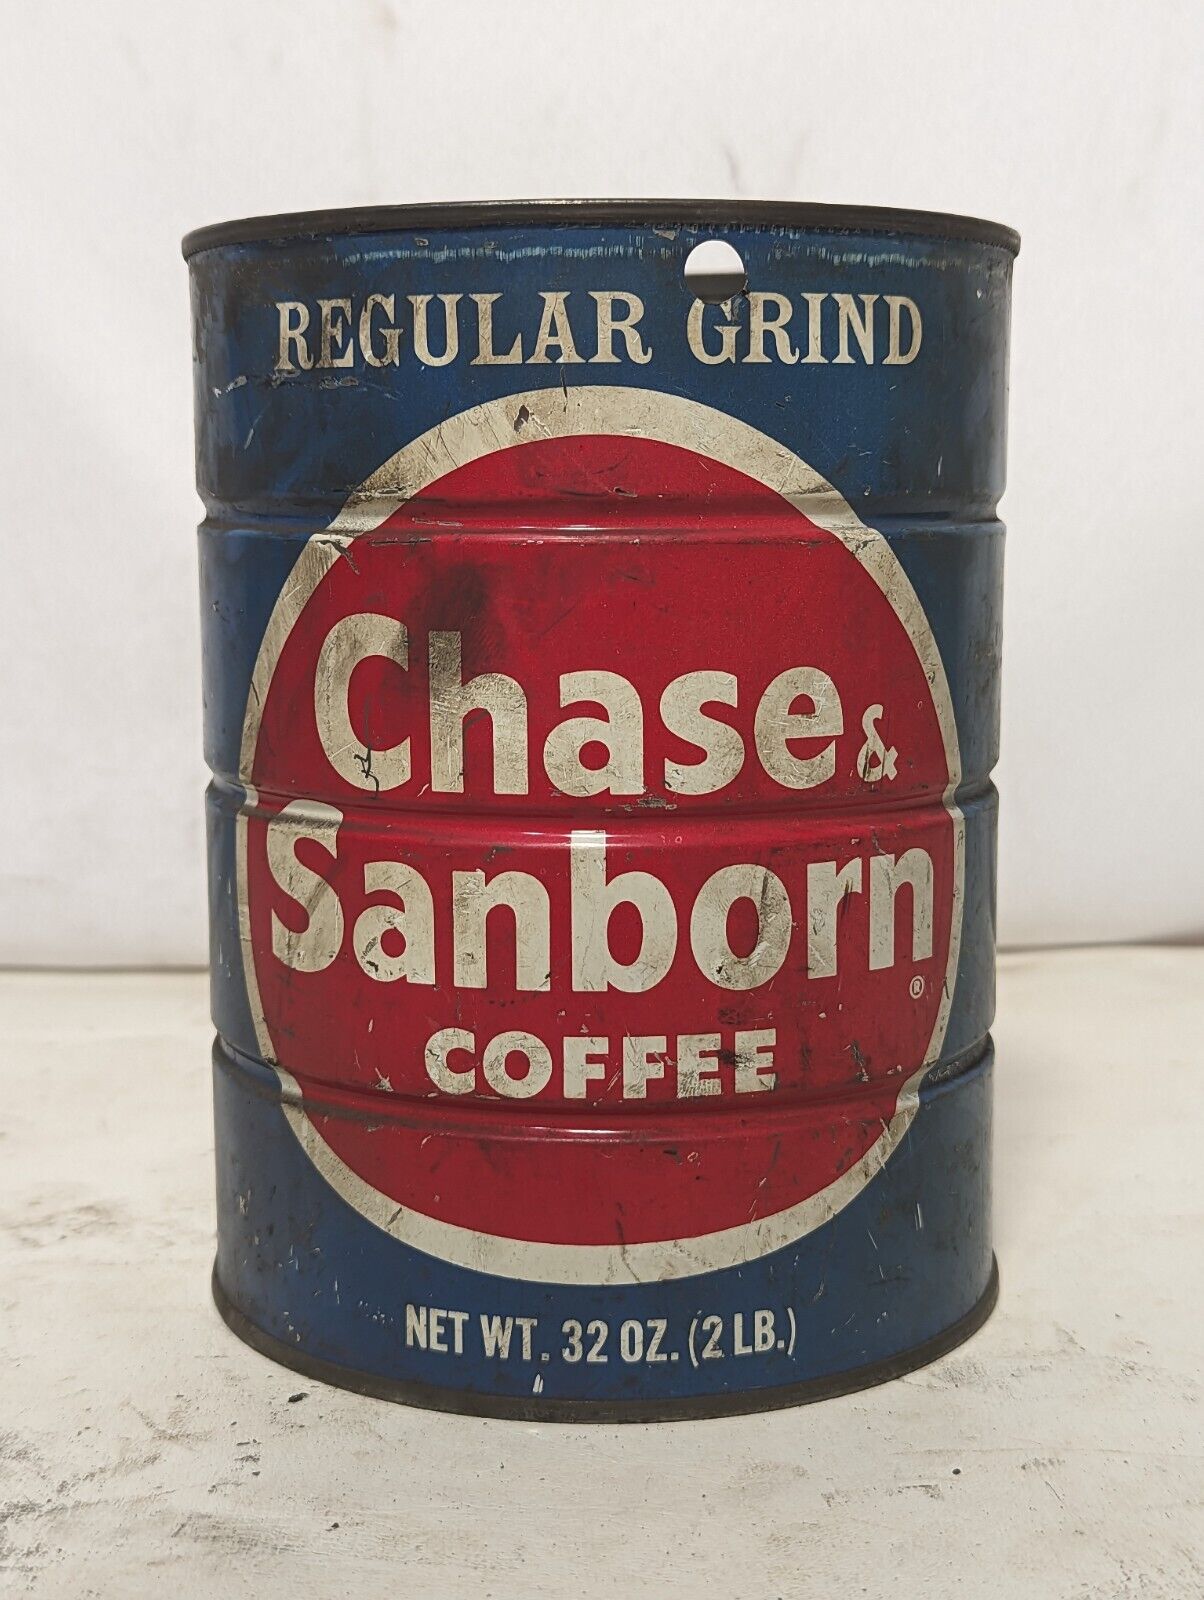 REGULAR GRIND
Chase &
Sanborn®
COFFEE
NET WT. 32 OZ. (2 LB.)